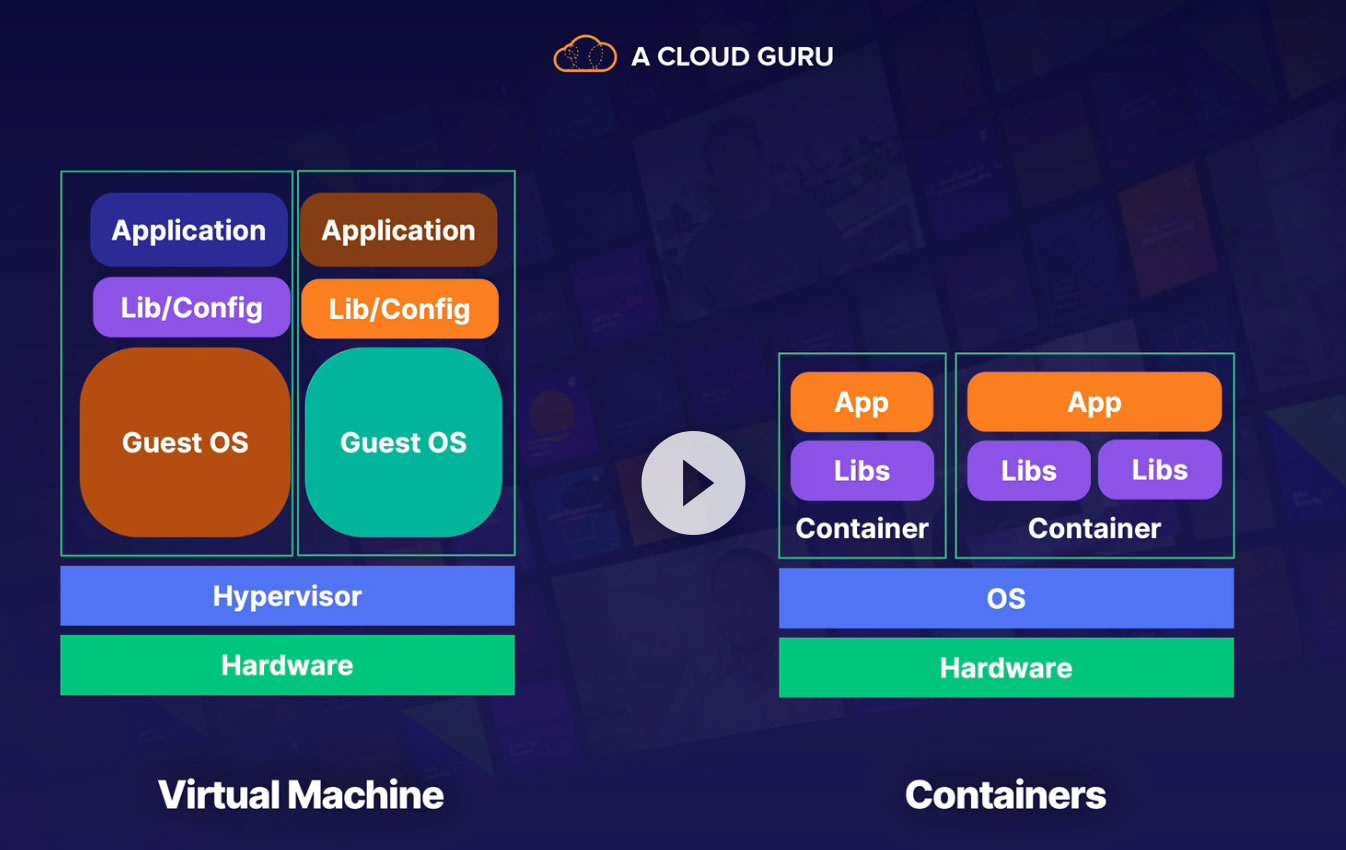 A CLOUD GURU
Application
Application
Lib/Config
Lib/Config
Guest OS
Guest OS
Hypervisor
Hardware
Virtual Machine
App
App
Libs
Libs
Libs
Container
Container
OS
Hardware
Containers